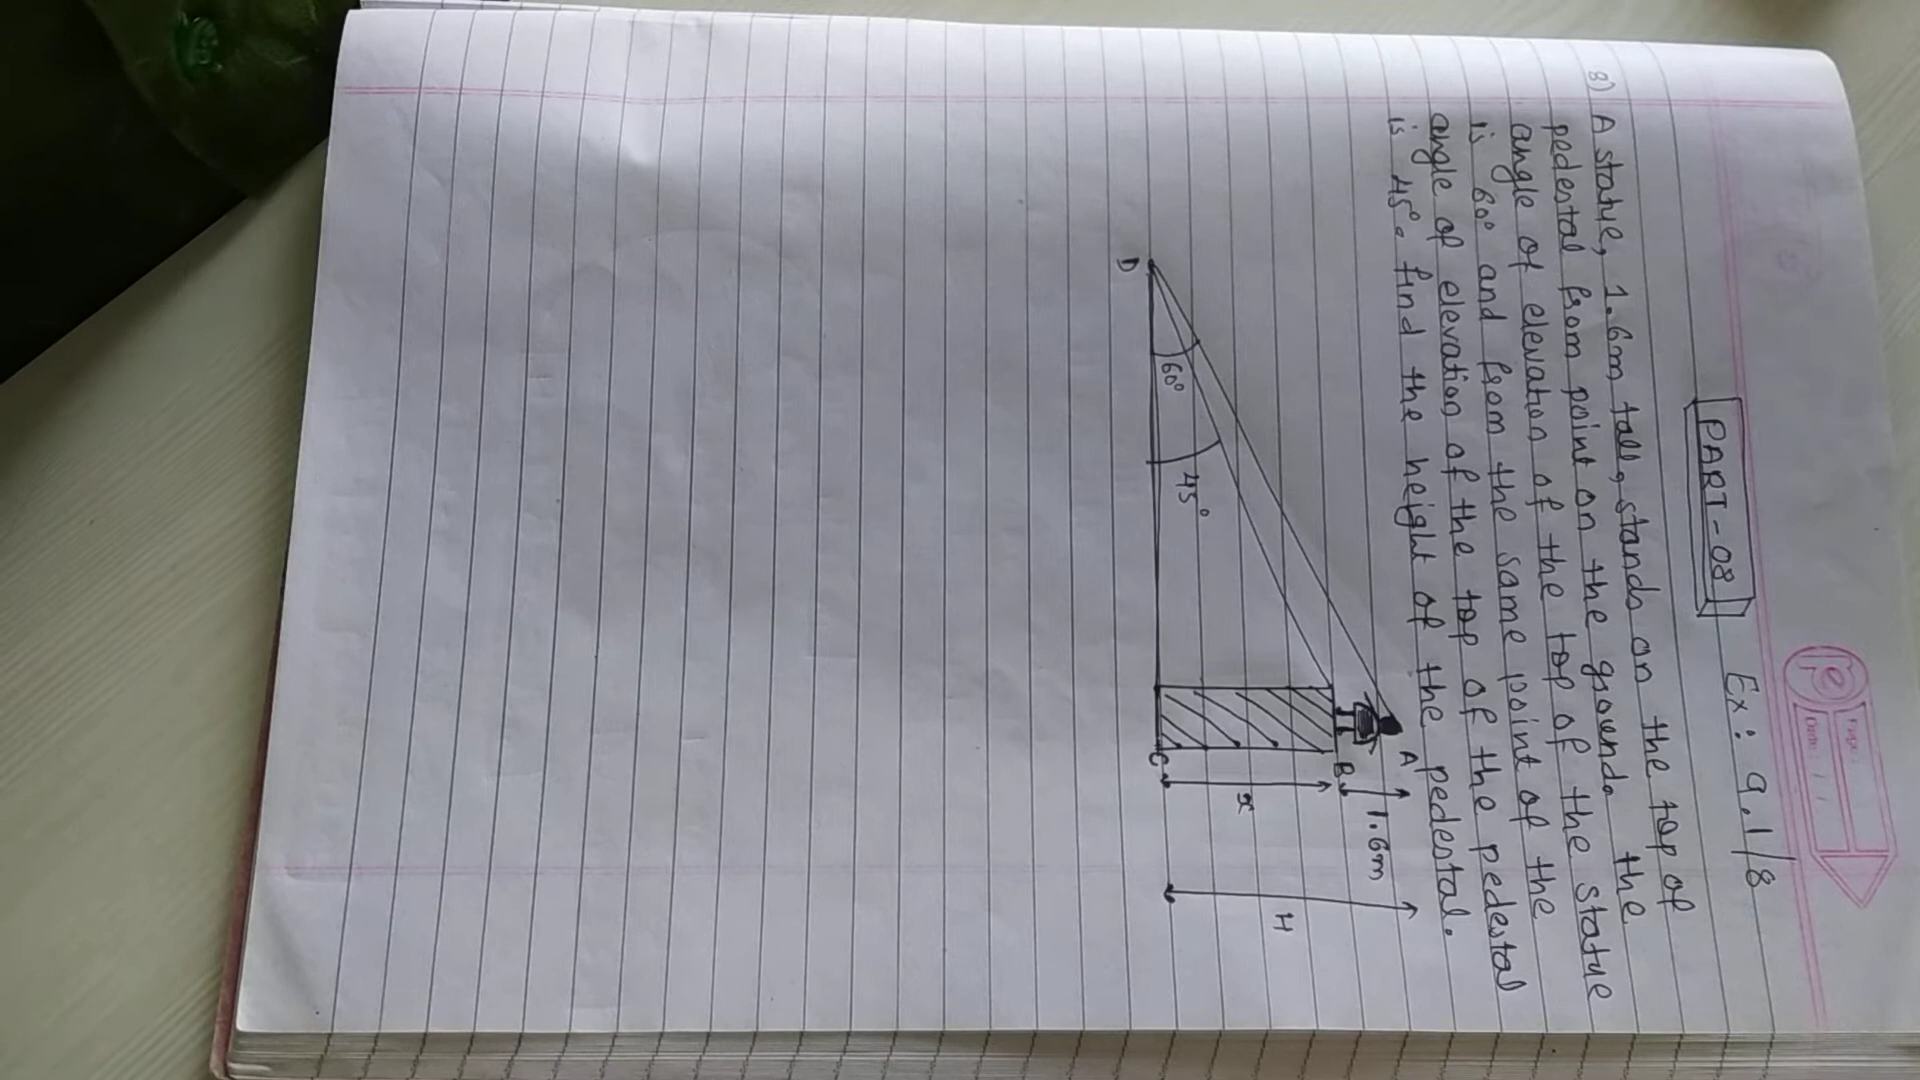 PART-08 Ex: 9.1/8
8) A statue, 1.6m tall, stands on the top of
pedestal from point on the ground. the
angle of elevation of the top of the statue
is 60° and from the same point of the
angle of elevation of the top of the pedestal
is 45°. find the height of the pedestal.
A
1.6m
B
H
x
C
D
60°
45°
Page:
Date: / /